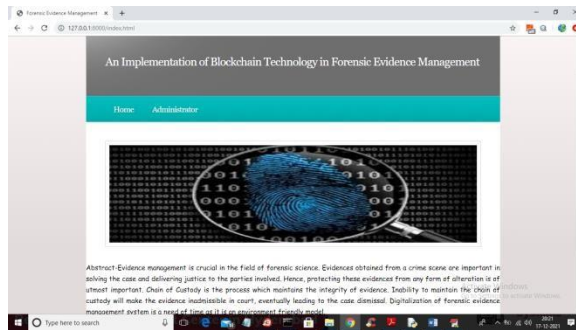 Forensic Evidence Management
127.0.0.1:8000/index.html
An Implementation of Blockchain Technology in Forensic Evidence Management
Home Administrator
Abstract-Evidence management is crucial in the field of forensic science. Evidences obtained from a crime scene are important in
solving the case and delivering justice to the parties involved. Hence, protecting these evidences from any form of alteration is of
utmost important. Chain of Custody is the process which maintains the integrity of evidence. Inability to maintain the chain of
custody will make the evidence inadmissible in court, eventually leading to the case dismissal. Digitalization of forensic evidence
management system is a need of time as it is an environment friendly model.
Type here to search
20:21
17-12-2021